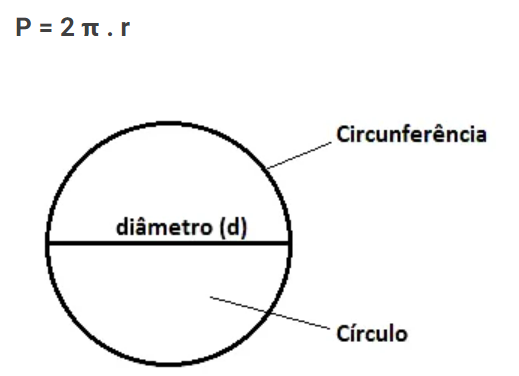 P = 2 π . r
Circunferência
diâmetro (d)
Círculo